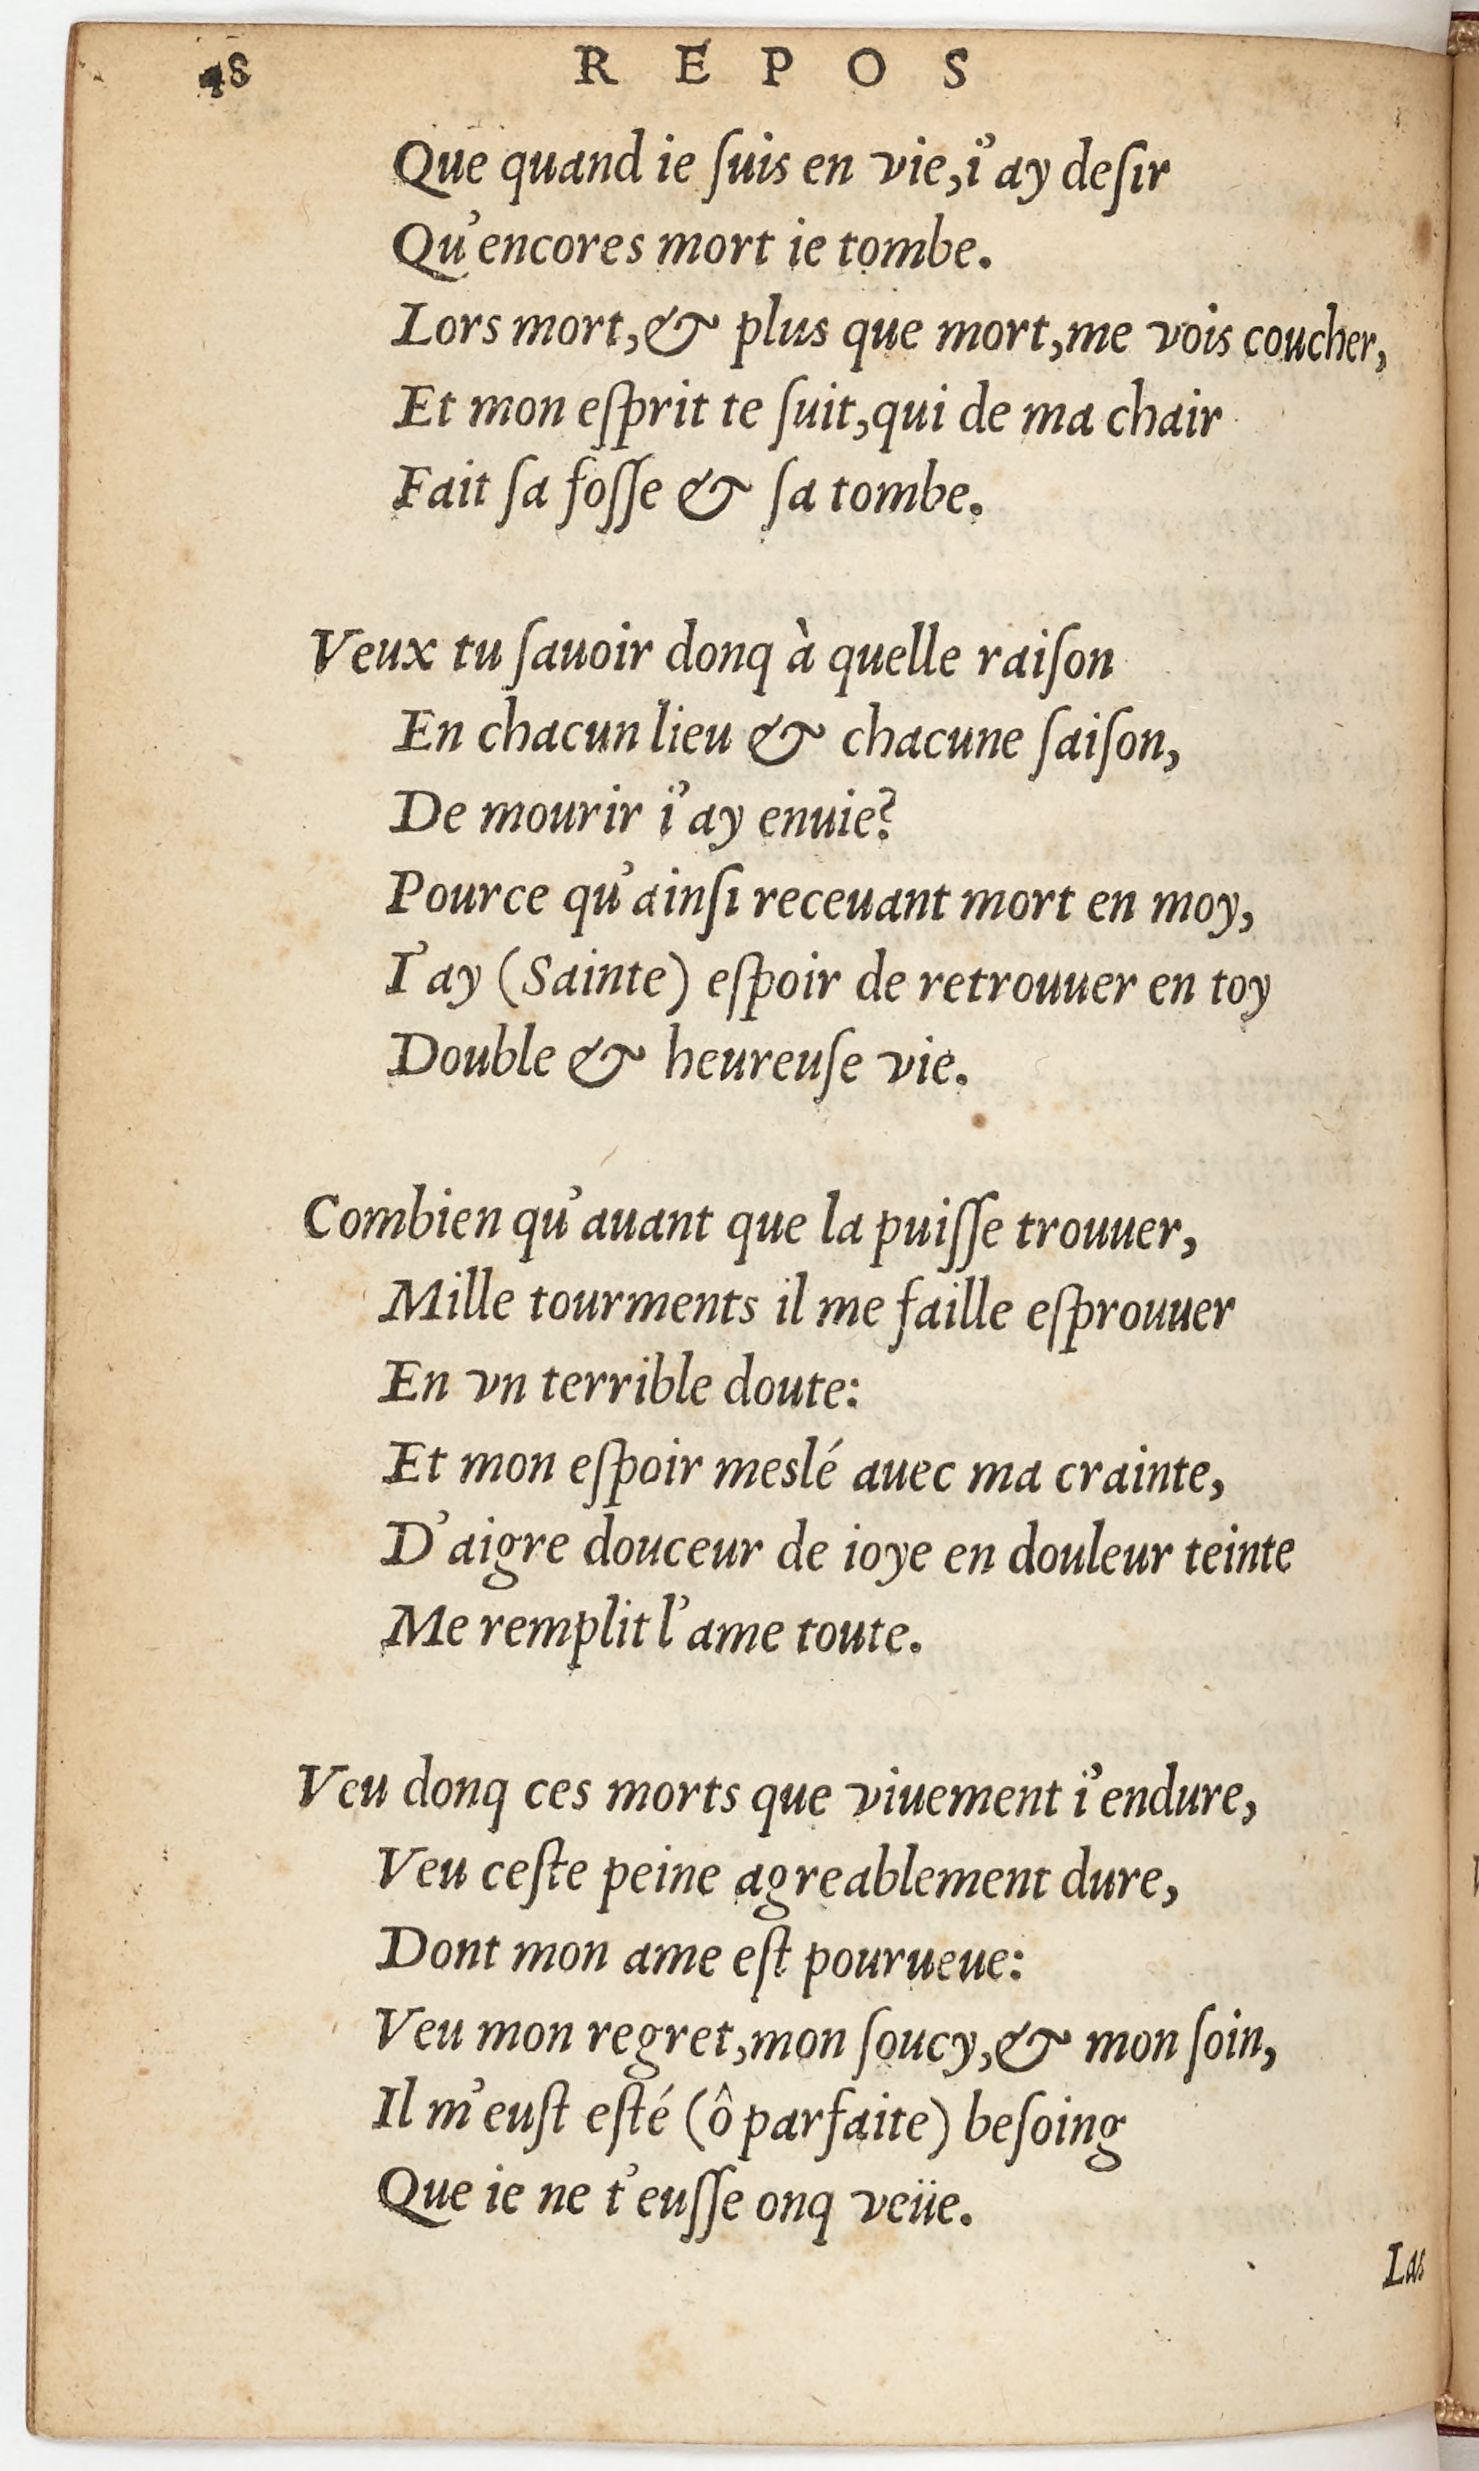 48 REPOS
Que quand ie ſuis en vie, i'ay deſir
Qu'encores mort ie tombe.
Lors mort, & plus que mort, me vois coucher,
Et mon eſprit te ſuit, qui de ma chair
Fait ſa foſſe & ſa tombe.
Veux tu ſauoir donq à quelle raiſon
En chacun lieu & chacune ſaiſon,
De mourir i'ay enuie?
Pource qu'ainſi receuant mort en moy,
I'ay (Sainte) eſpoir de retrouuer en toy
Double & heureuſe vie.
Combien qu'auant que la puiſſe trouuer,
Mille tourments il me faille eſprouuer
En vn terrible doute:
Et mon eſpoir meslé auec ma crainte,
D'aigre douceur de ioye en douleur teinte
Me remplit l'ame toute.
Veu donq ces morts que viuement i'endure,
Veu ceſte peine agreablement dure,
Dont mon ame eſt pourueue:
Veu mon regret, mon ſoucy, & mon ſoin,
Il m'euſt eſté (ô parfaite) beſoing
Que ie ne t'euſſe onq veüe.
Las